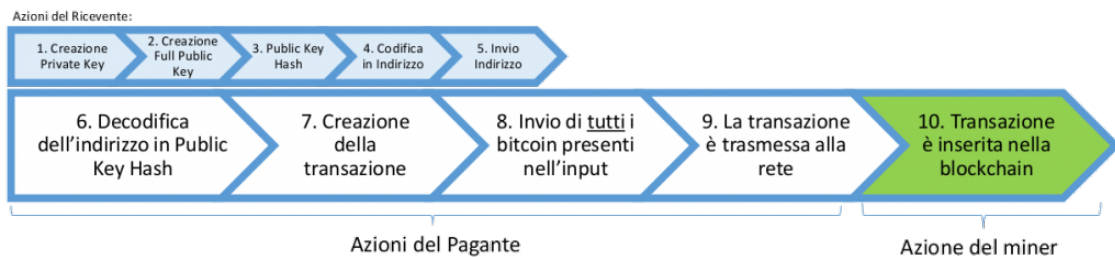 Azioni del Ricevente:
1. Creazione
Private Key
2. Creazione
Full Public
Key
3. Public Key
Hash
4. Codifica
in Indirizzo
5. Invio
Indirizzo
6. Decodifica
dell'indirizzo in Public
Key Hash
7. Creazione
della
transazione
8. Invio di tutti i
bitcoin presenti
nell'input
9. La transazione
è trasmessa alla
rete
10. Transazione
è inserita nella
blockchain
Azioni del Pagante
Azione del miner